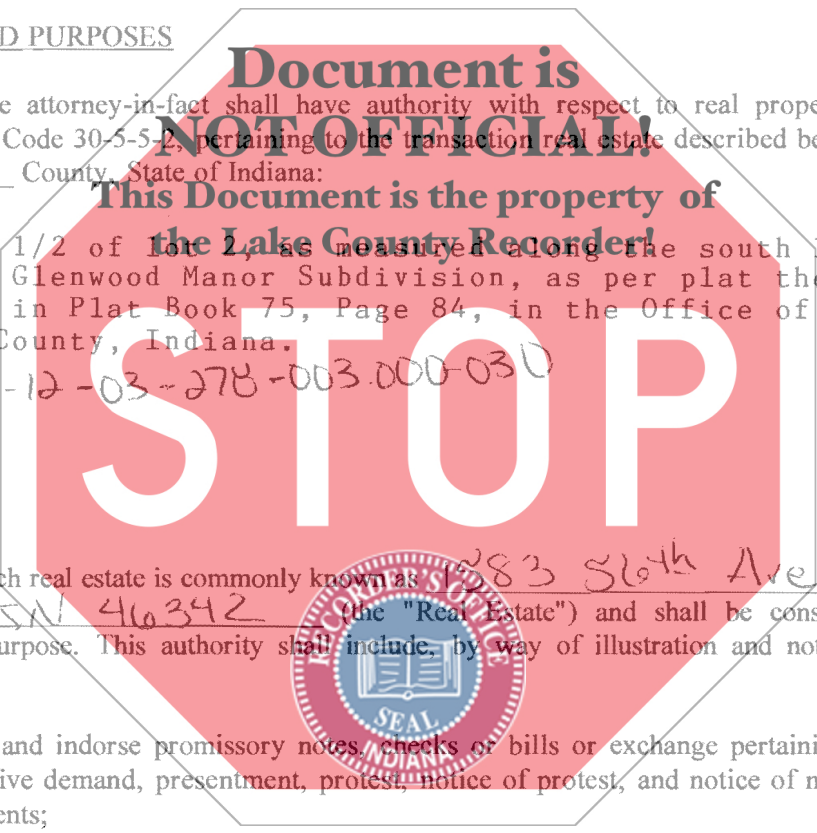 D PURPOSES
Document is
e attorney-in-fact shall have authority with respect to real prope
Code 30-5-5-2, pertaining to the transaction real estate described be
NOT OFFICIAL!
County, State of Indiana:
This Document is the property of
the Lake County Recorder!
1/2 of lot 2, as measured along the south
Glenwood Manor Subdivision, as per plat the
in Plat Book 75, Page 84, in the Office of
County, Indiana.
-12-03-278-003.000-030
STOP
ch real estate is commonly known as 1383 86th Ave
IN 46342 (the "Real Estate") and shall be cons
urpose. This authority shall include, by way of illustration and not
RECORDER'S OFFICE
SEAL
INDIANA
and indorse promissory notes, checks or bills or exchange pertaini
ive demand, presentment, protest, notice of protest, and notice of n
ents;